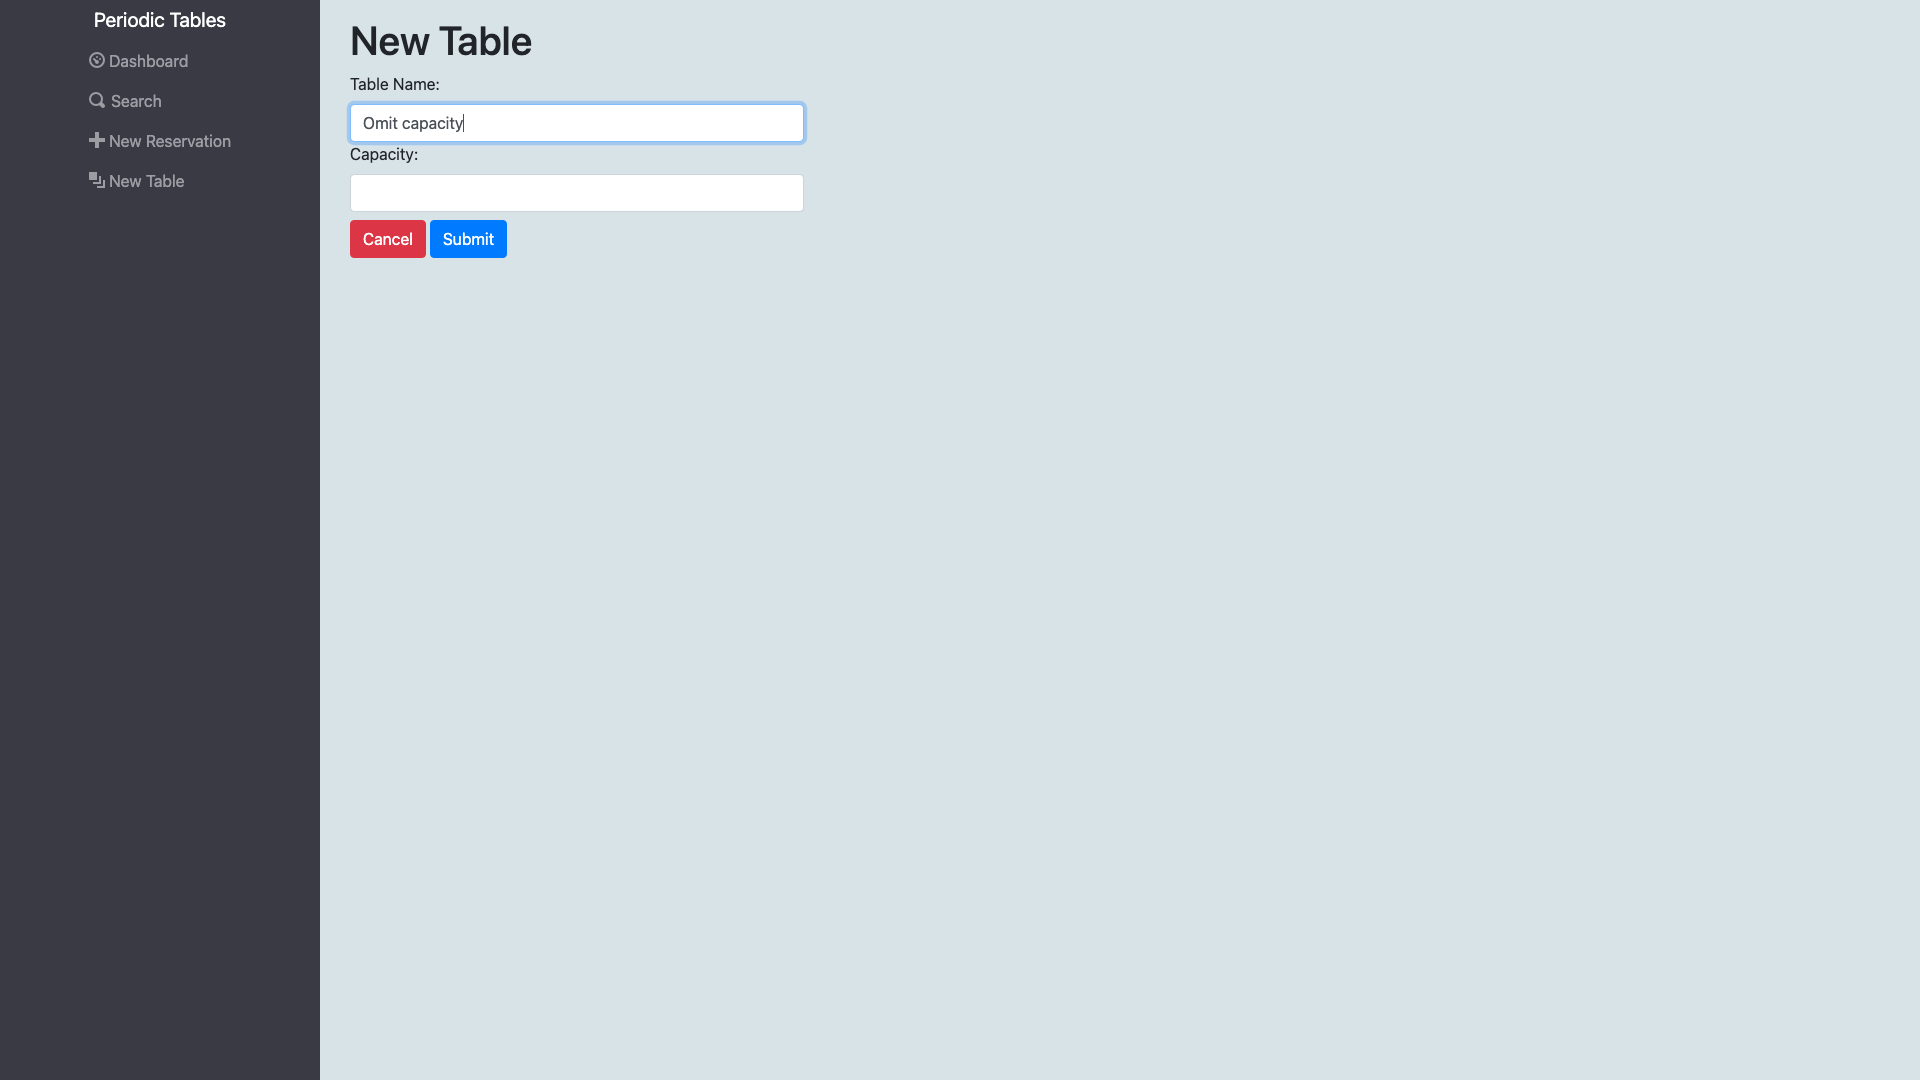 Periodic Tables
Dashboard
Search
New Reservation
New Table
New Table
Table Name:
Omit capacity
Capacity:
Cancel Submit